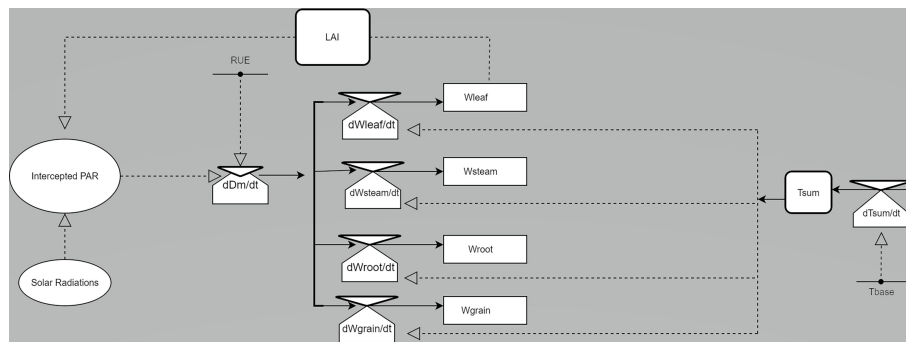 LAI
RUE
Wleaf
dWleaf/dt
Intercepted PAR
dDm/dt
Wsteam
dWsteam/dt
Tsum
dTsum/dt
Wroot
dWroot/dt
Solar Radiations
Tbase
Wgrain
dWgrain/dt